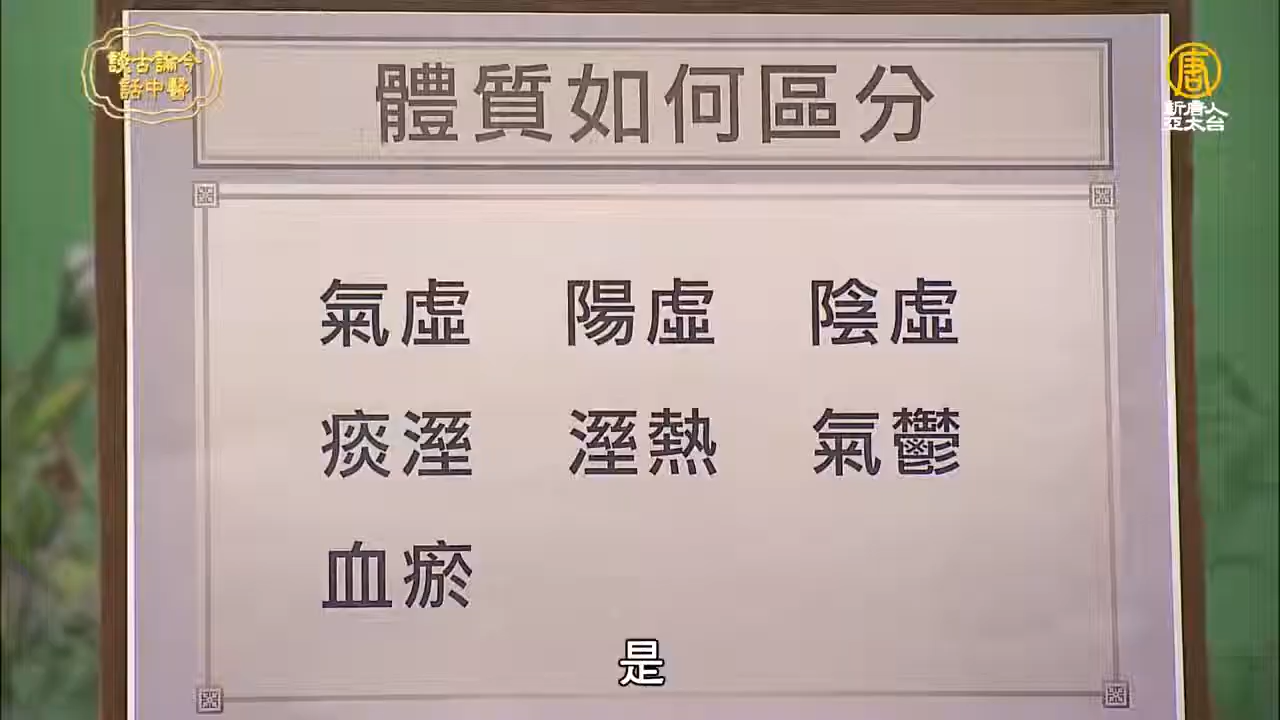 談古論今
話中醫
唐
新唐人
亞太台
體質如何區分
氣虛 陽虛 陰虛
痰溼 溼熱 氣鬱
血瘀
是